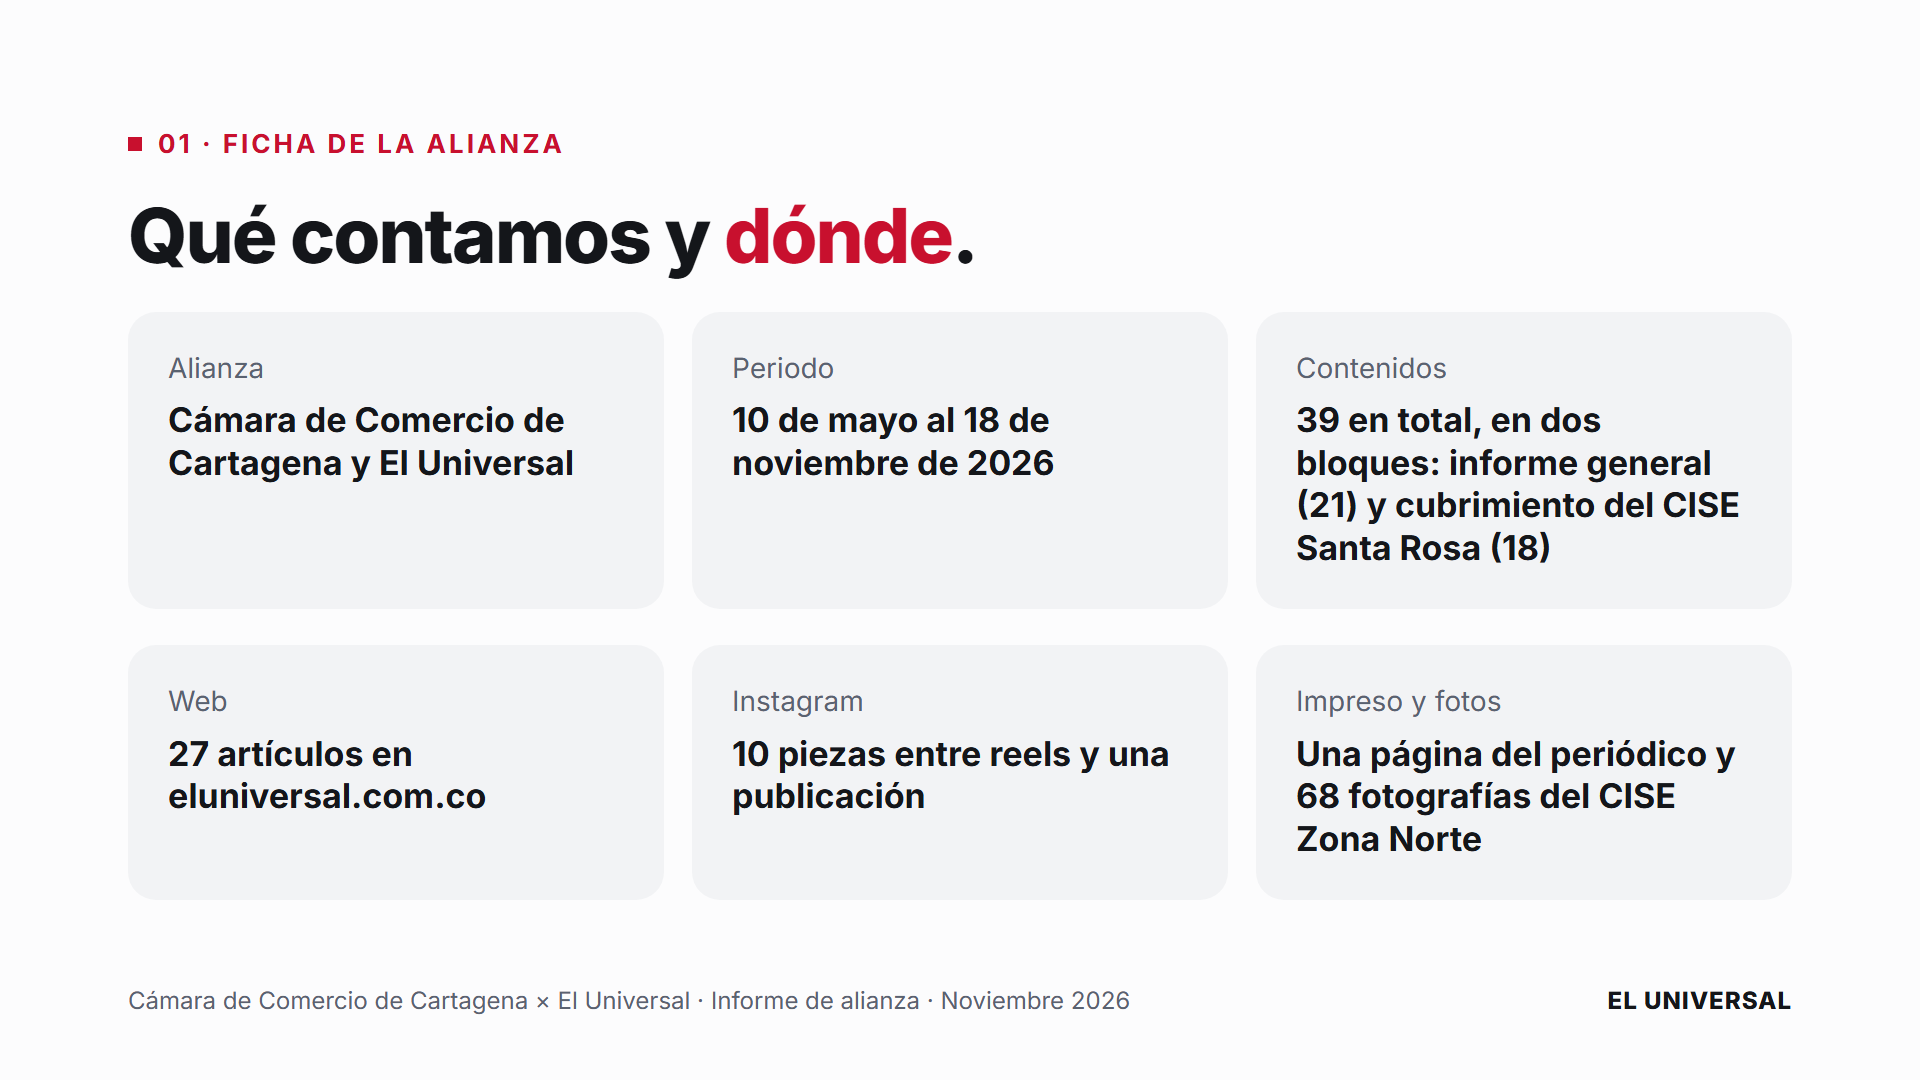 01 · FICHA DE LA ALIANZA
Qué contamos y dónde.
Alianza
Cámara de Comercio de
Cartagena y El Universal
Periodo
10 de mayo al 18 de
noviembre de 2026
Contenidos
39 en total, en dos
bloques: informe general
(21) y cubrimiento del CISE
Santa Rosa (18)
Web
27 artículos en
eluniversal.com.co
Instagram
10 piezas entre reels y una
publicación
Impreso y fotos
Una página del periódico y
68 fotografías del CISE
Zona Norte
Cámara de Comercio de Cartagena × El Universal · Informe de alianza · Noviembre 2026
EL UNIVERSAL